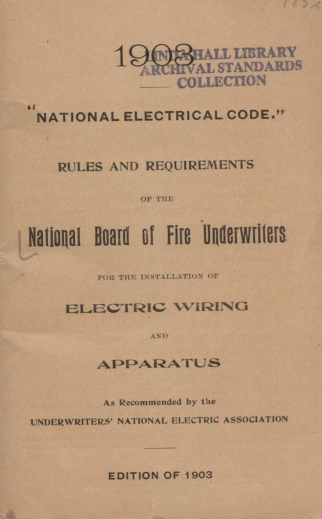 1903
LINDA HALL LIBRARY
ARCHIVAL STANDARDS
COLLECTION
"NATIONAL ELECTRICAL CODE."
RULES AND REQUIREMENTS
OF THE
National Board of Fire Underwriters
FOR THE INSTALLATION OF
ELECTRIC WIRING
AND
APPARATUS
As Recommended by the
UNDERWRITERS' NATIONAL ELECTRIC ASSOCIATION
EDITION OF 1903